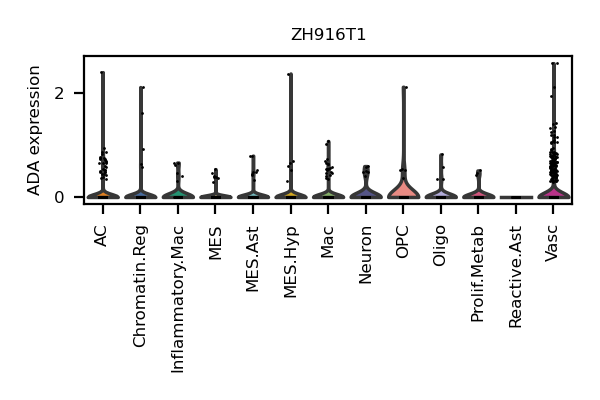 ZH916T1
ADA expression
2
0
AC
Chromatin.Reg
Inflammatory.Mac
MES
MES.Ast
MES.Hyp
Mac
Neuron
OPC
Oligo
Prolif.Metab
Reactive.Ast
Vasc